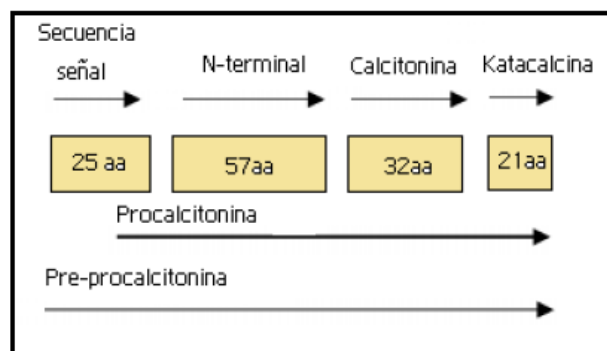 Secuencia
señal
N-terminal
Calcitonina
Katacalcina
25 aa
57aa
32aa
21aa
Procalcitonina
Pre-procalcitonina